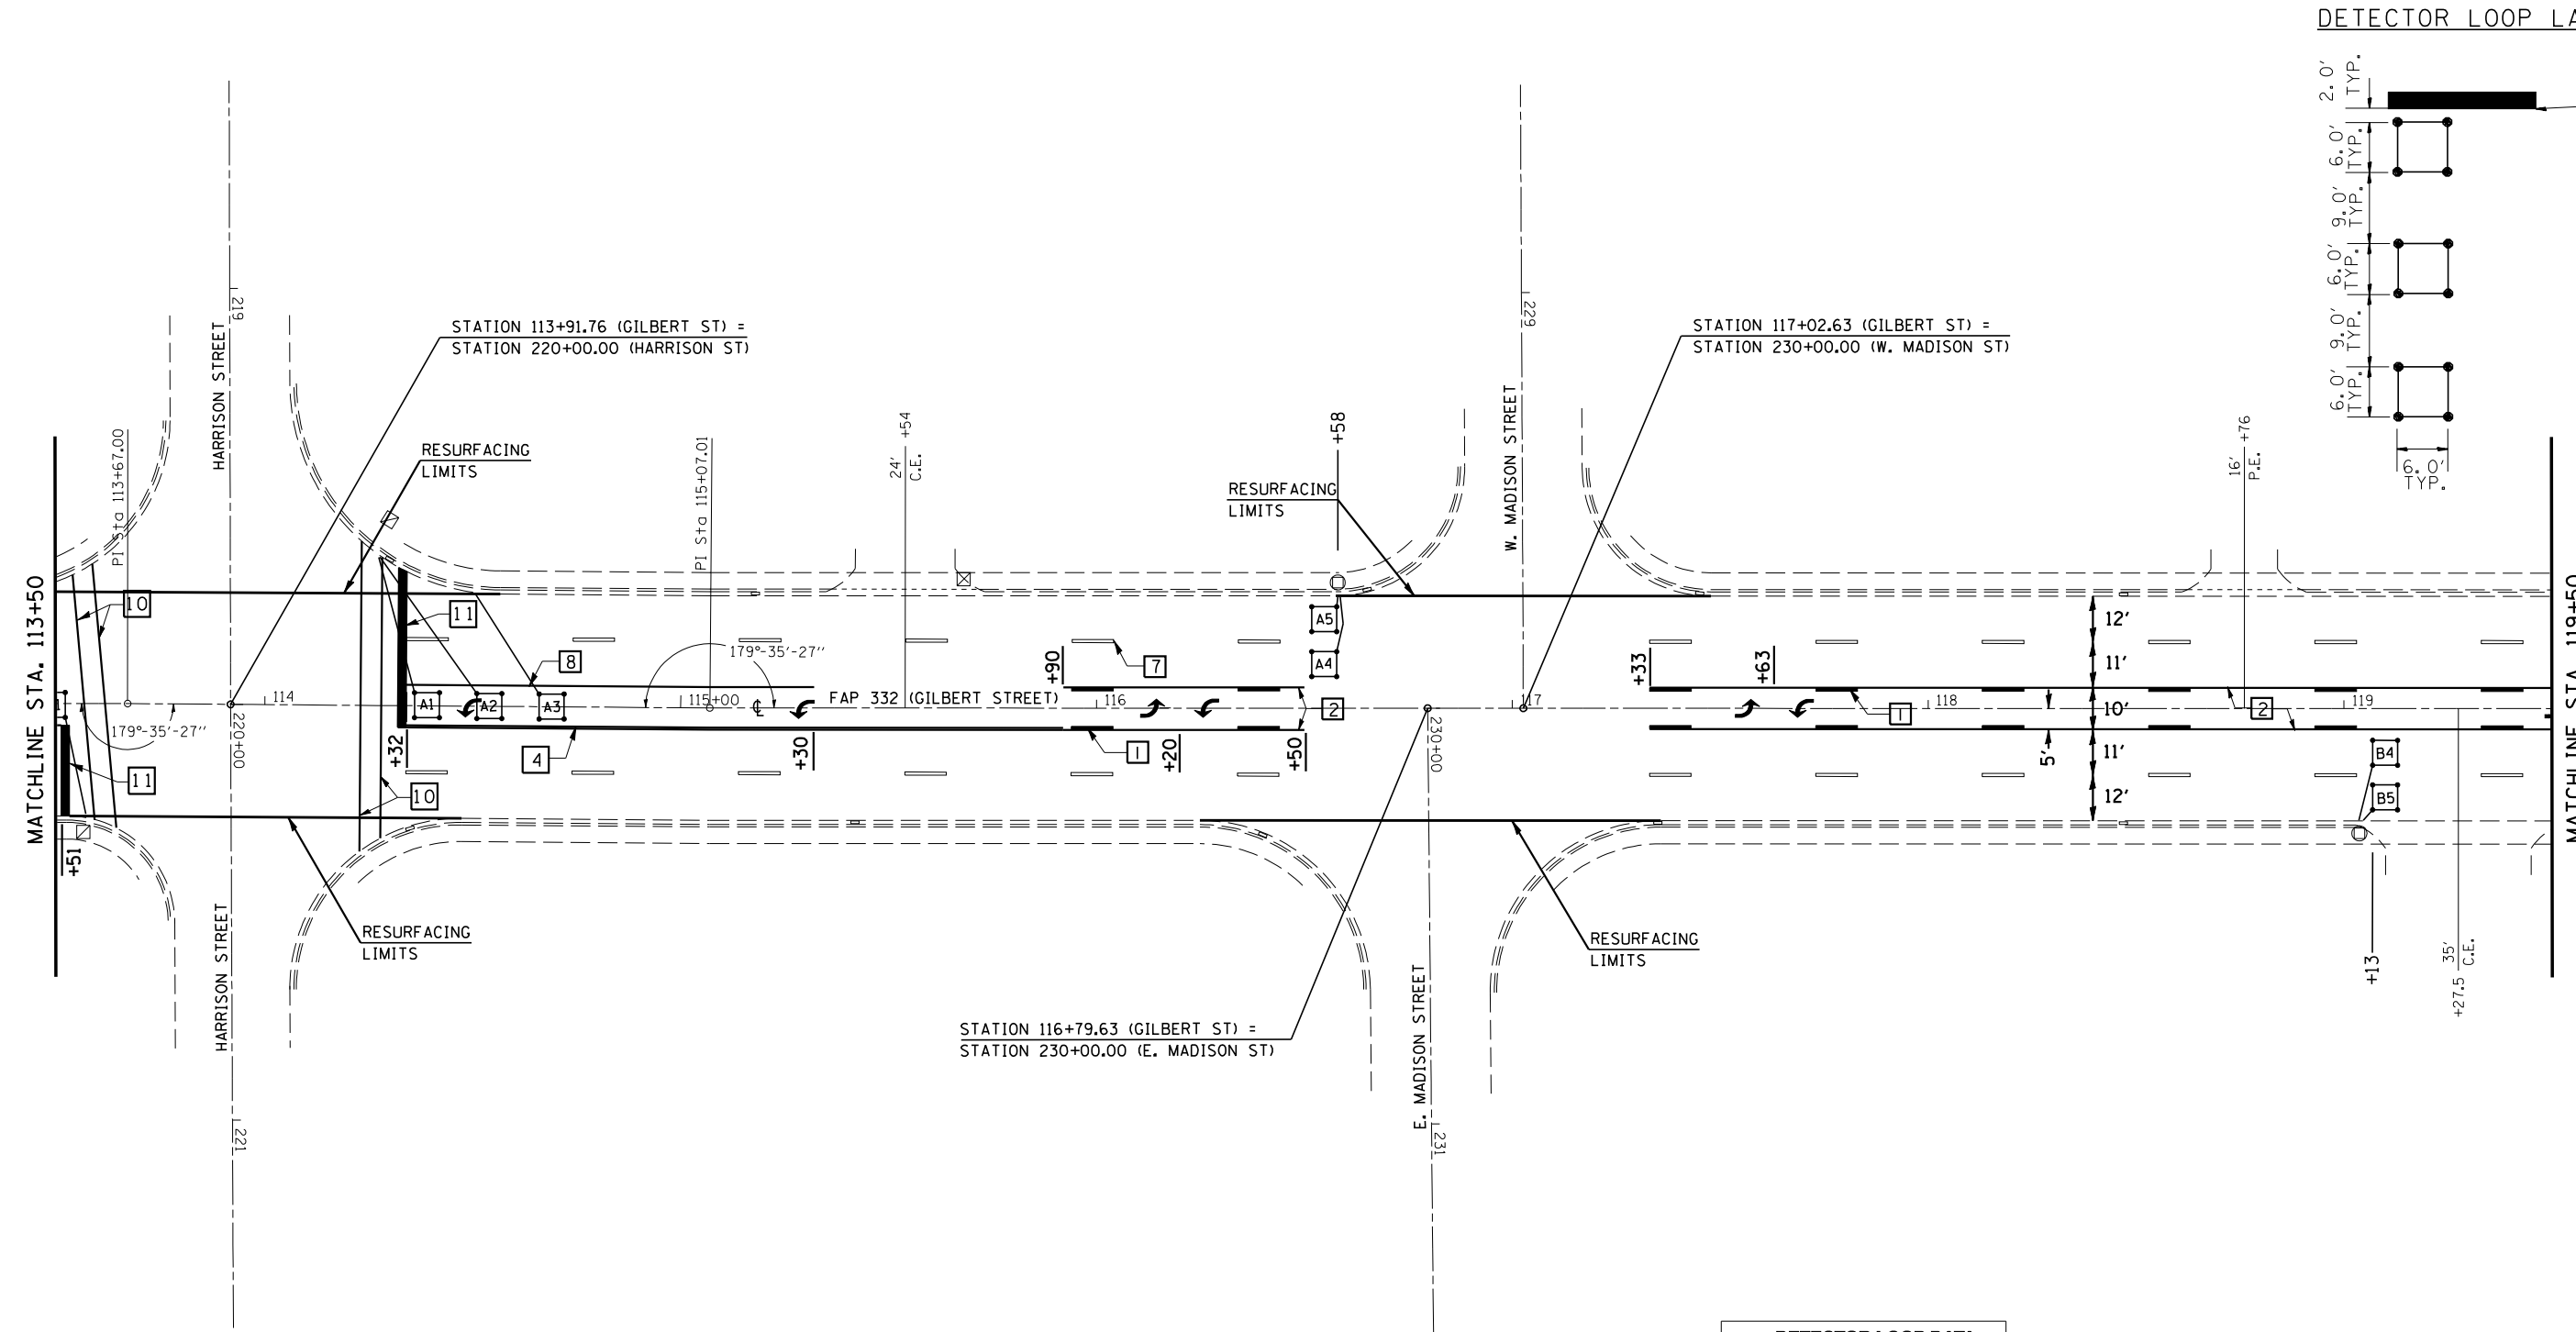 DETECTOR LOOP LA
2.0'
TYP.
6.0'
TYP.
9.0'
TYP.
6.0'
TYP.
9.0'
TYP.
6.0'
TYP.
6.0'
TYP.
219
HARRISON STREET
STATION 113+91.76 (GILBERT ST) =
STATION 220+00.00 (HARRISON ST)
229
W. MADISON STREET
STATION 117+02.63 (GILBERT ST) =
STATION 230+00.00 (W. MADISON ST)
PI Sta 113+67.00
RESURFACING
LIMITS
PI Sta 115+07.01
24' +54
C.E.
+58
RESURFACING
LIMITS
16' +76
P.E.
MATCHLINE STA. 113+50
10
11
8
179°-35'-27''
7
+90
A5
A4
+33
+63
12'
11'
10'
11'
12'
5'
114
A1
A2
A3
115+00
℄
FAP 332 (GILBERT STREET)
116
2
117
1
118
2
119
179°-35'-27''
220+00
11
+32
4
+30
1
+20
+50
230+00
B4
B5
10
+51
MATCHLINE STA. 119+50
HARRISON STREET
RESURFACING
LIMITS
RESURFACING
LIMITS
+13
+27.5 35'
C.E.
STATION 116+79.63 (GILBERT ST) =
STATION 230+00.00 (E. MADISON ST)
E. MADISON STREET
221
231